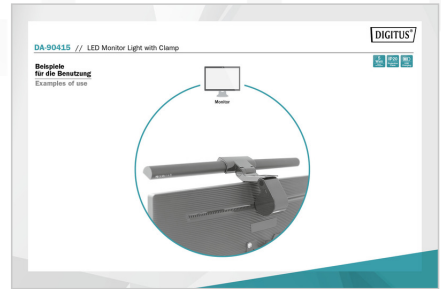 DIGITUS®
DA-90415 // LED Monitor Light with Clamp
Beispiele
für die Benutzung
Examples of use
Monitor